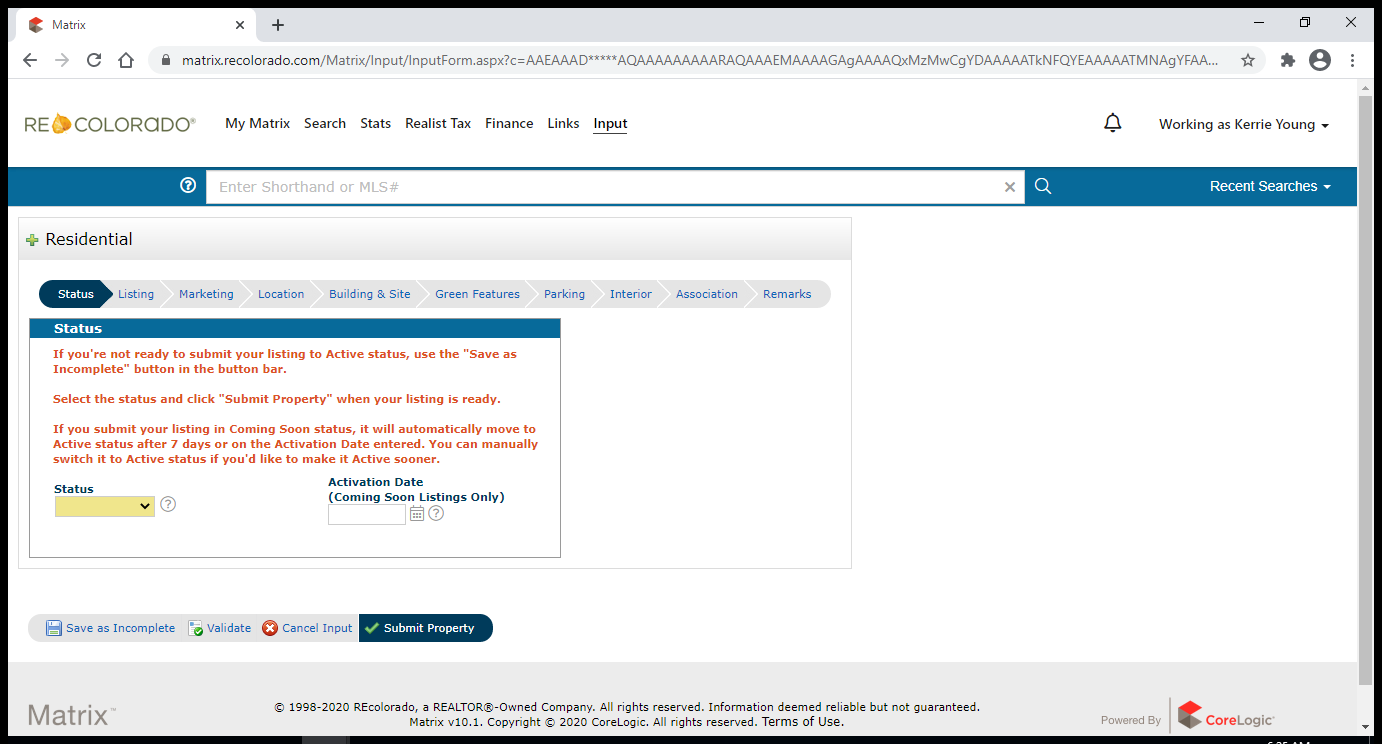 Matrix
matrix.recolorado.com/Matrix/Input/InputForm.aspx?c=AAEAAAD*****AQAAAAAAAAARAQAAAEMAAAAGAgAAAAQxMzMwCgYDAAAAATkNFQYEAAAAATMNAgYFAA...
RECOLORADO® My Matrix Search Stats Realist Tax Finance Links Input Working as Kerrie Young
Enter Shorthand or MLS# Recent Searches
Residential
Status Listing Marketing Location Building & Site Green Features Parking Interior Association Remarks
Status
If you're not ready to submit your listing to Active status, use the "Save as
Incomplete" button in the button bar.
Select the status and click "Submit Property" when your listing is ready.
If you submit your listing in Coming Soon status, it will automatically move to
Active status after 7 days or on the Activation Date entered. You can manually
switch it to Active status if you'd like to make it Active sooner.
Status
Activation Date
(Coming Soon Listings Only)
Save as Incomplete Validate Cancel Input Submit Property
Matrix™
© 1998-2020 REcolorado, a REALTOR®-Owned Company. All rights reserved. Information deemed reliable but not guaranteed.
Matrix v10.1. Copyright © 2020 CoreLogic. All rights reserved. Terms of Use.
Powered By CoreLogic